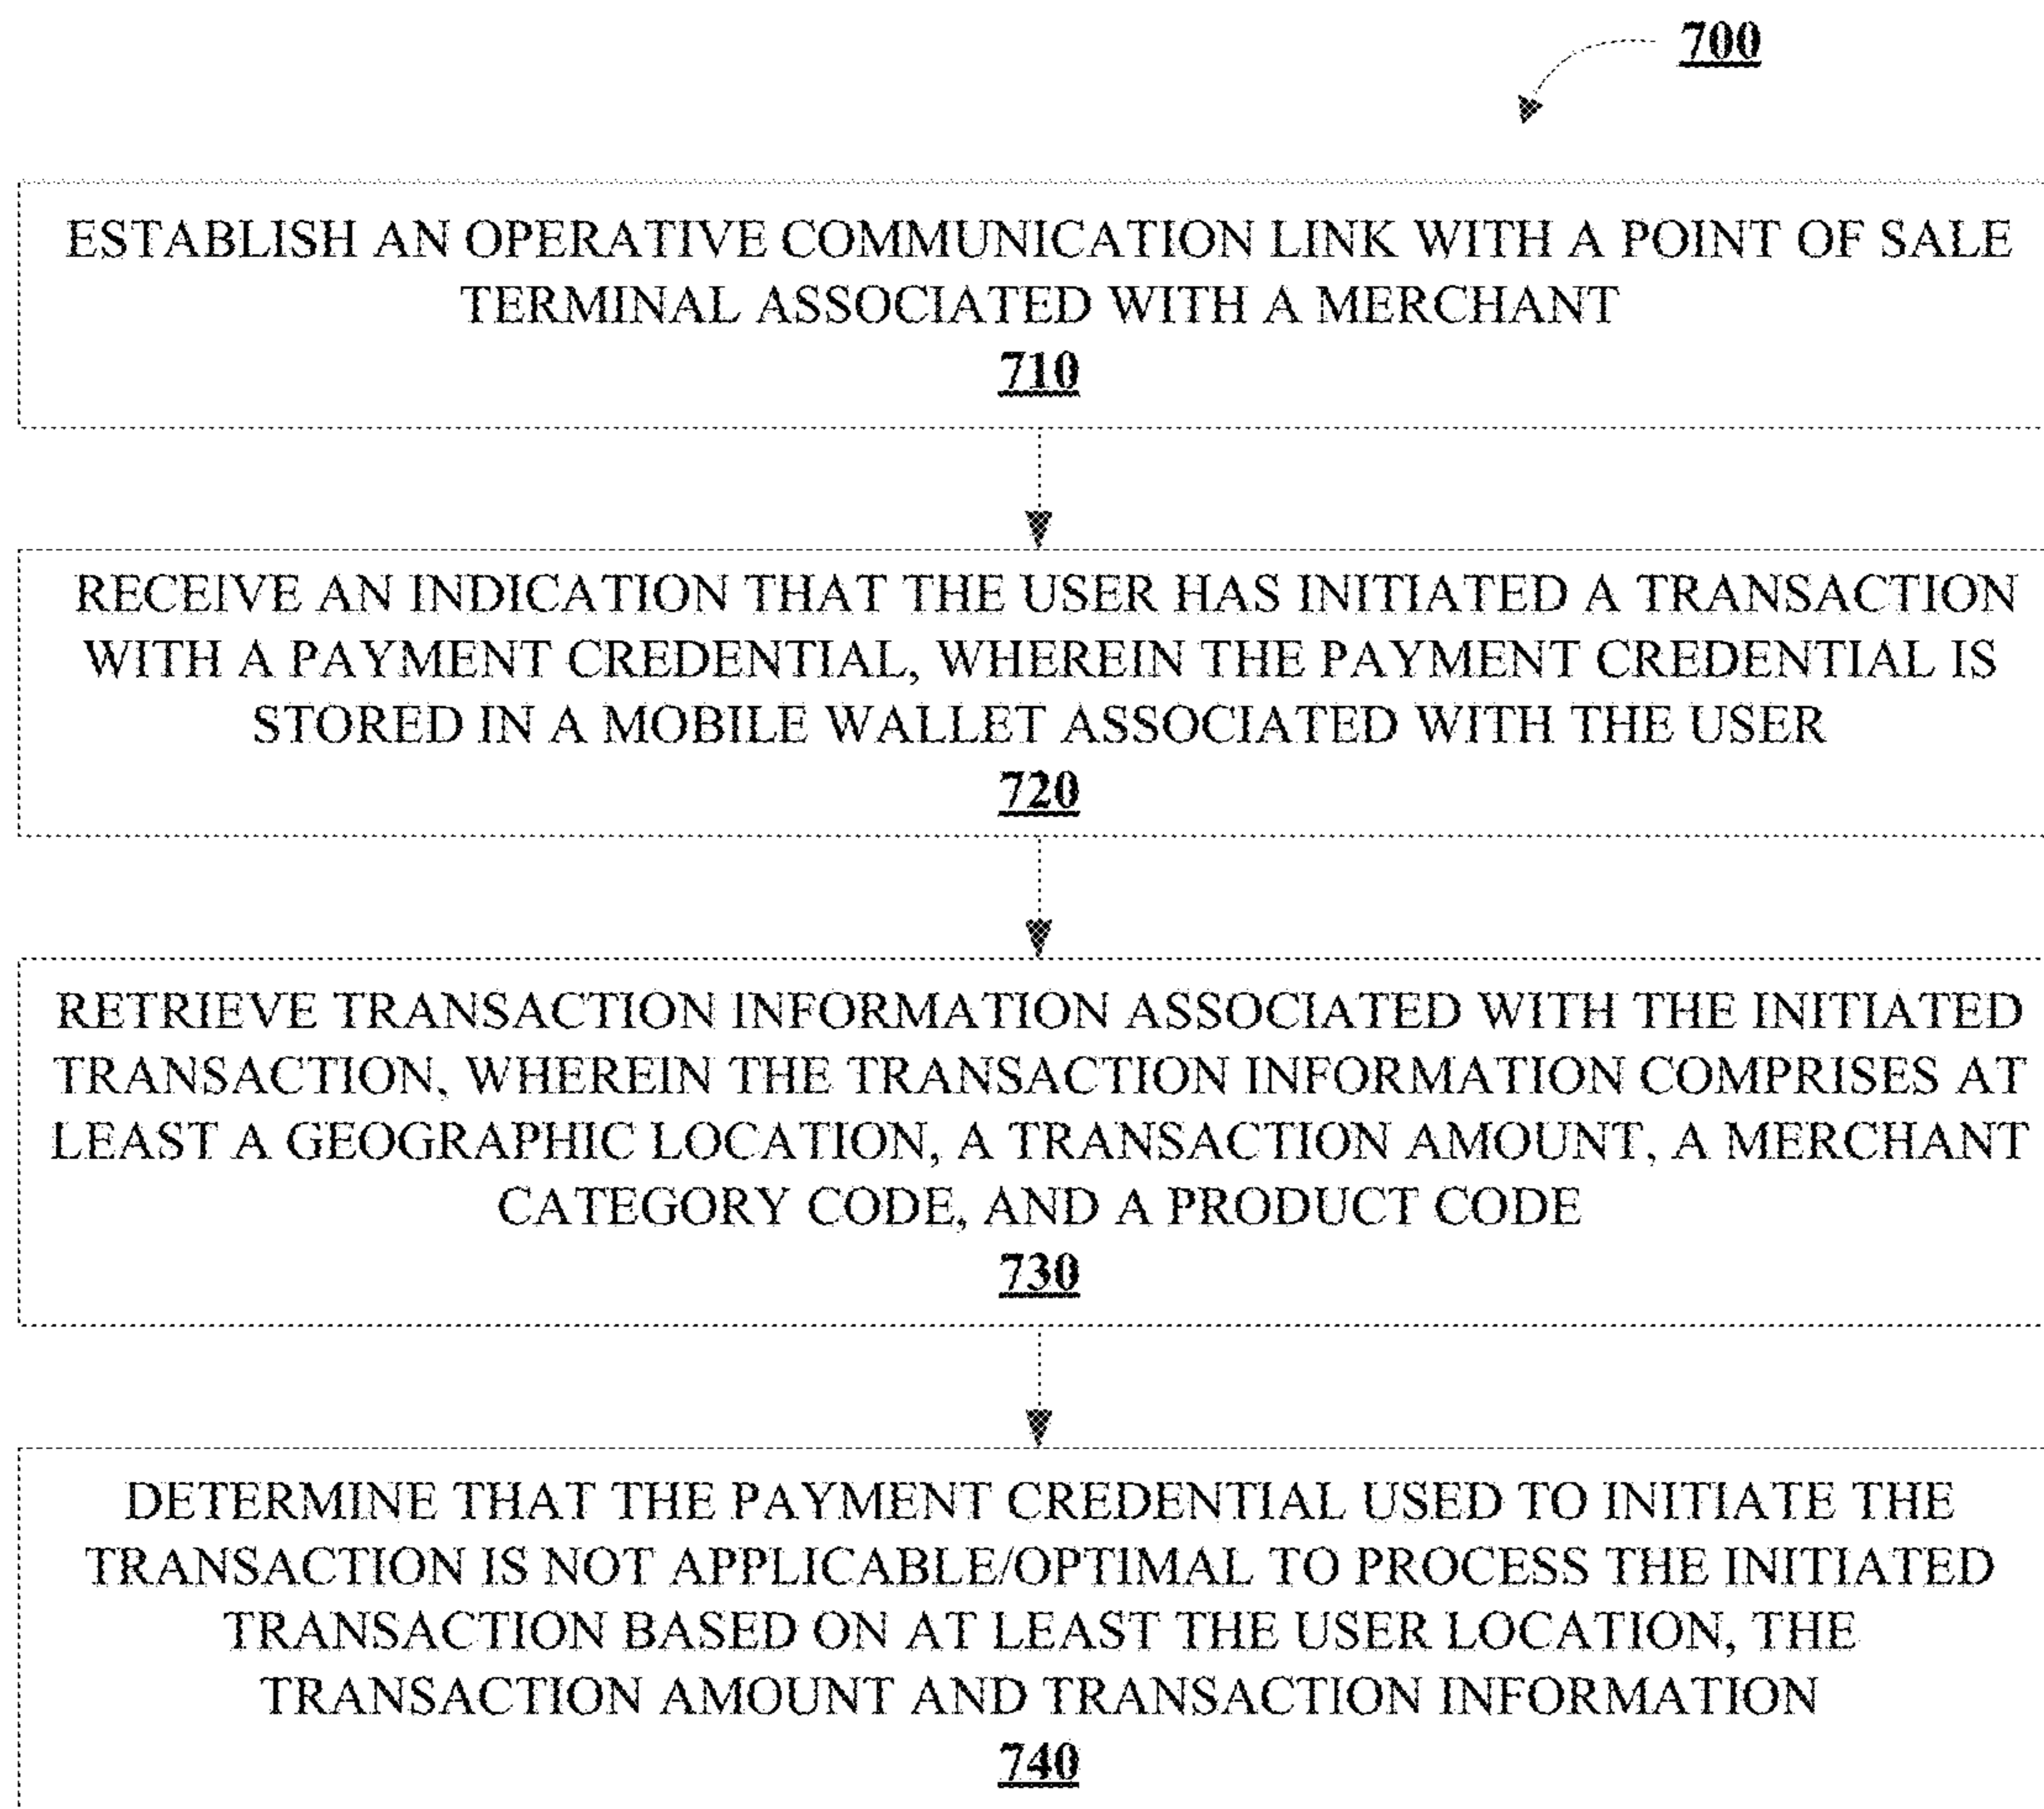 700
ESTABLISH AN OPERATIVE COMMUNICATION LINK WITH A POINT OF SALE
TERMINAL ASSOCIATED WITH A MERCHANT
710
RECEIVE AN INDICATION THAT THE USER HAS INITIATED A TRANSACTION
WITH A PAYMENT CREDENTIAL, WHEREIN THE PAYMENT CREDENTIAL IS
STORED IN A MOBILE WALLET ASSOCIATED WITH THE USER
720
RETRIEVE TRANSACTION INFORMATION ASSOCIATED WITH THE INITIATED
TRANSACTION, WHEREIN THE TRANSACTION INFORMATION COMPRISES AT
LEAST A GEOGRAPHIC LOCATION, A TRANSACTION AMOUNT, A MERCHANT
CATEGORY CODE, AND A PRODUCT CODE
730
DETERMINE THAT THE PAYMENT CREDENTIAL USED TO INITIATE THE
TRANSACTION IS NOT APPLICABLE/OPTIMAL TO PROCESS THE INITIATED
TRANSACTION BASED ON AT LEAST THE USER LOCATION, THE
TRANSACTION AMOUNT AND TRANSACTION INFORMATION
740